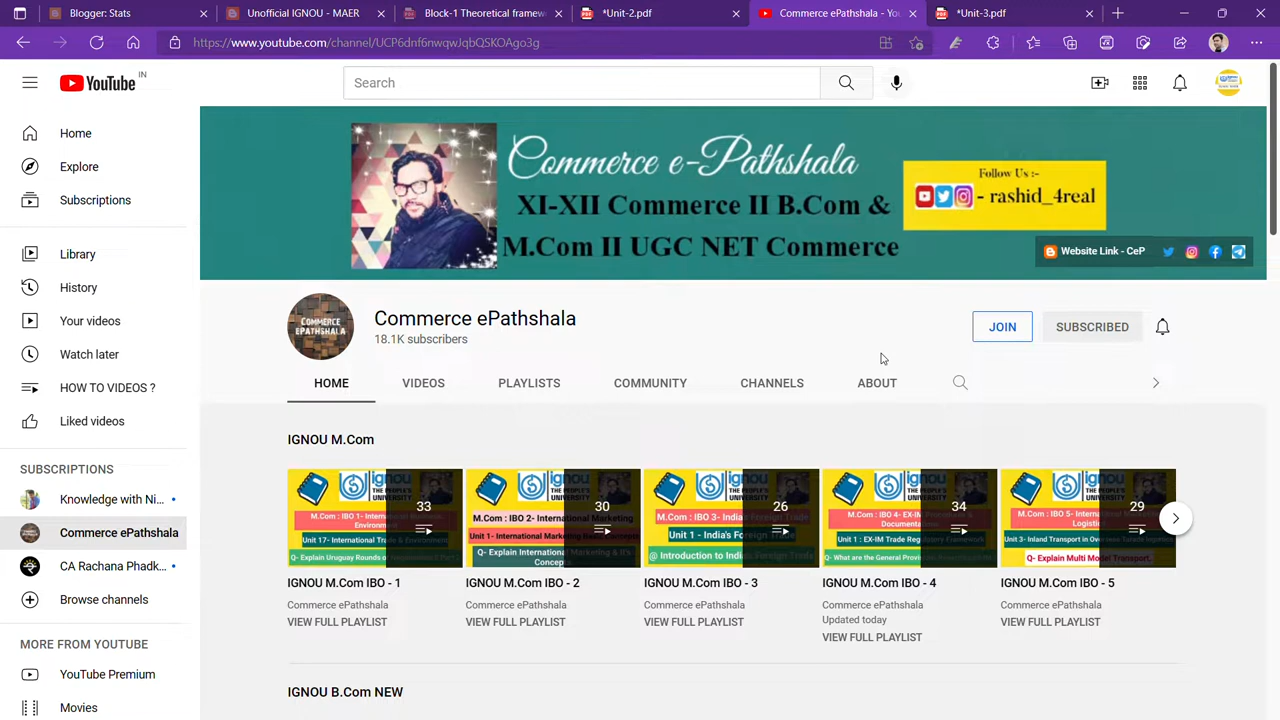 Blogger: Stats
Unofficial IGNOU - MAER
Block-1 Theoretical framew
*Unit-2.pdf
Commerce ePathshala - You
*Unit-3.pdf
https://www.youtube.com/channel/UCP6dnf6nwqwJqbQSKOAgo3g
YouTube IN
Search
Home
Explore
Subscriptions
Library
History
Your videos
Watch later
HOW TO VIDEOS ?
Liked videos
SUBSCRIPTIONS
Knowledge with Ni...
Commerce ePathshala
CA Rachana Phadk...
Browse channels
MORE FROM YOUTUBE
YouTube Premium
Movies
Commerce e-Pathshala
XI-XII Commerce II B.Com &
M.Com II UGC NET Commerce
Follow Us :-
- rashid_4real
Website Link - CeP
COMMERCE
EPATHSHALA
Commerce ePathshala
18.1K subscribers
JOIN
SUBSCRIBED
HOME
VIDEOS
PLAYLISTS
COMMUNITY
CHANNELS
ABOUT
IGNOU M.Com
33
30
26
34
29
IGNOU M.Com IBO - 1
Commerce ePathshala
VIEW FULL PLAYLIST
IGNOU M.Com IBO - 2
Commerce ePathshala
VIEW FULL PLAYLIST
IGNOU M.Com IBO - 3
Commerce ePathshala
VIEW FULL PLAYLIST
IGNOU M.Com IBO - 4
Commerce ePathshala
Updated today
VIEW FULL PLAYLIST
IGNOU M.Com IBO - 5
Commerce ePathshala
VIEW FULL PLAYLIST
IGNOU B.Com NEW